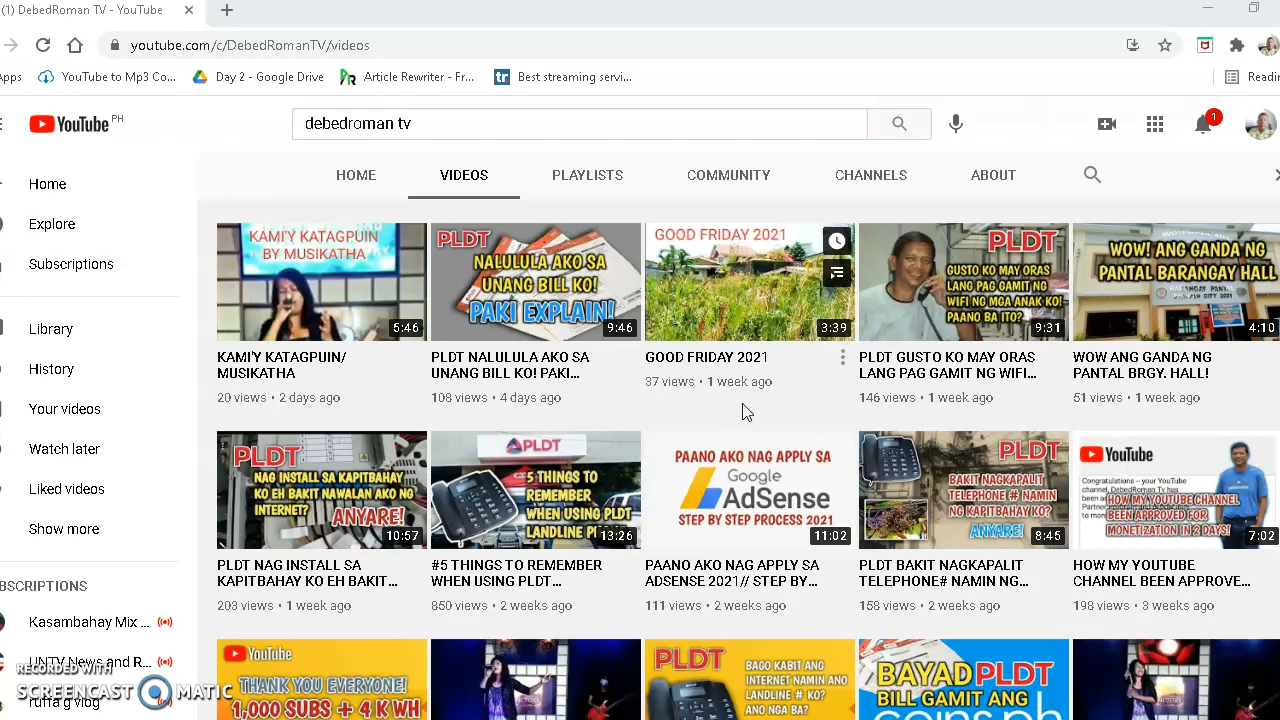 (1) DebedRoman TV - YouTube
youtube.com/c/DebedRomanTV/videos
Apps
YouTube to Mp3 Co...
Day 2 - Google Drive
Article Rewriter - Fr...
tr
Best streaming servi...
Readin
YouTube PH
debedroman tv
1
HOME
VIDEOS
PLAYLISTS
COMMUNITY
CHANNELS
ABOUT
Home
Explore
Subscriptions
Library
History
Your videos
Watch later
Liked videos
Show more
BSCRIPTIONS
Kasambahay Mix ...
UNTV News and R...
ruffa g vlog
RECORDED WITH
SCREENCAST MATIC
KAMI'Y KATAGPUIN
BY MUSIKATHA
5:46
KAMI'Y KATAGPUIN/
MUSIKATHA
20 views • 2 days ago
PLDT
NALULULA AKO SA
UNANG BILL KO!
PAKI EXPLAIN!
9:46
PLDT NALULULA AKO SA
UNANG BILL KO! PAKI...
108 views • 4 days ago
GOOD FRIDAY 2021
3:39
GOOD FRIDAY 2021
37 views • 1 week ago
PLDT
GUSTO KO MAY ORAS
LANG PAG GAMIT NG
WIFI NG MGA ANAK KO!
PAANO BA ITO?
9:31
PLDT GUSTO KO MAY ORAS
LANG PAG GAMIT NG WIFI...
146 views • 1 week ago
WOW! ANG GANDA NG
PANTAL BARANGAY HALL!
4:10
WOW ANG GANDA NG
PANTAL BRGY. HALL!
51 views • 1 week ago
PLDT
NAG INSTALL SA KAPITBAHAY
KO EH BAKIT NAWALAN AKO NG
INTERNET?
ANYARE!
10:57
PLDT NAG INSTALL SA
KAPITBAHAY KO EH BAKIT...
203 views • 1 week ago
PLDT
5 THINGS TO
REMEMBER
WHEN USING PLDT
LANDLINE
13:26
#5 THINGS TO REMEMBER
WHEN USING PLDT...
850 views • 2 weeks ago
PAANO AKO NAG APPLY SA
Google
AdSense
STEP BY STEP PROCESS 2021
11:02
PAANO AKO NAG APPLY SA
ADSENSE 2021// STEP BY...
111 views • 2 weeks ago
PLDT
BAKIT NAGKAPALIT
TELEPHONE # NAMIN
NG KAPITBAHAY KO?
ANYARE!
8:45
PLDT BAKIT NAGKAPALIT
TELEPHONE# NAMIN NG...
158 views • 2 weeks ago
YouTube
Congratulations – your YouTube
HOW MY YOUTUBE CHANNEL
BEEN APPROVED FOR
MONETIZATION IN 2 DAYS!
7:02
HOW MY YOUTUBE
CHANNEL BEEN APPROVE...
198 views • 3 weeks ago
YouTube
THANK YOU EVERYONE!
1,000 SUBS + 4 K WH
PLDT
BAGO KABIT ANG
INTERNET NAMIN ANG
LANDLINE # KO?
ANO NGA BA?
BAYAD PLDT
BILL GAMIT ANG
coins.ph